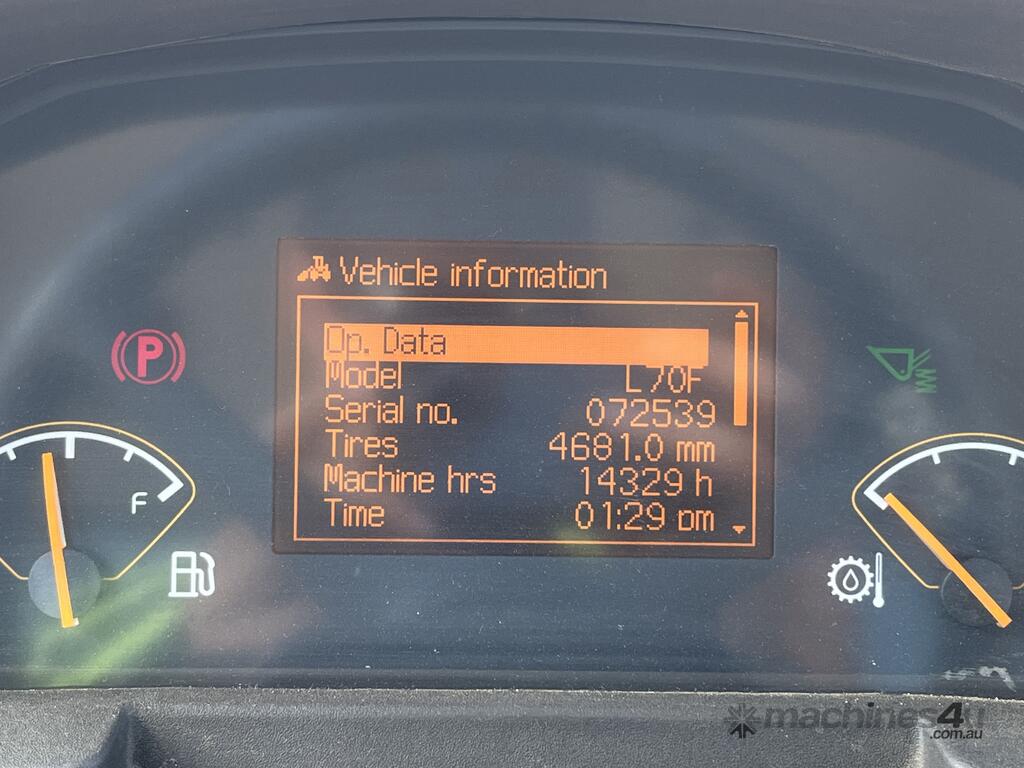 Vehicle information
Op. Data
Model L70F
Serial no. 072539
Tires 4681.0 mm
Machine hrs 14329 h
Time 01:29 pm
P
F
machines4u
.com.au